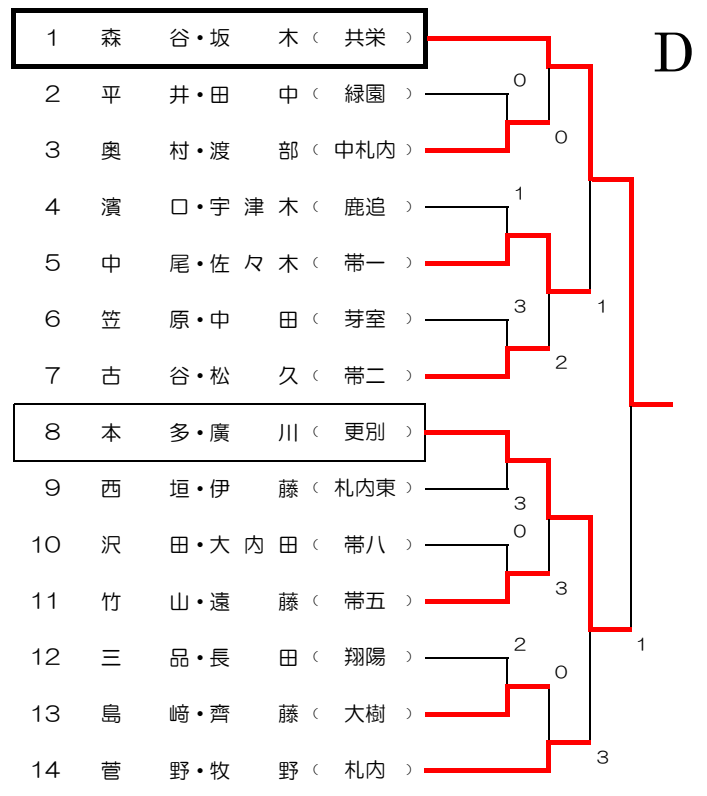 1 森 谷・坂 木（ 共栄 ）
D
2 平 井・田 中（ 緑園 ）
0
3 奥 村・渡 部（ 中札内 ）
0
4 濱 口・宇 津 木（ 鹿追 ）
1
5 中 尾・佐 々 木（ 帯一 ）
6 笠 原・中 田（ 芽室 ）
3
1
7 古 谷・松 久（ 帯二 ）
2
8 本 多・廣 川（ 更別 ）
9 西 垣・伊 藤（ 札内東 ）
3
10 沢 田・大 内 田（ 帯八 ）
0
11 竹 山・遠 藤（ 帯五 ）
3
12 三 品・長 田（ 翔陽 ）
2
1
0
13 島 﨑・齊 藤（ 大樹 ）
14 菅 野・牧 野（ 札内 ）
3